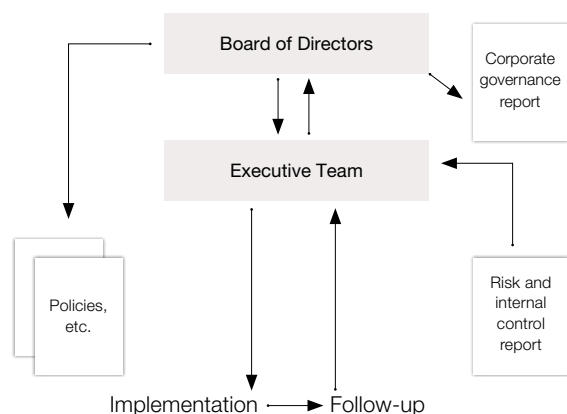 Board of Directors
Corporate
governance
report
Executive Team
Policies,
etc.
Risk and
internal
control
report
Implementation
Follow-up